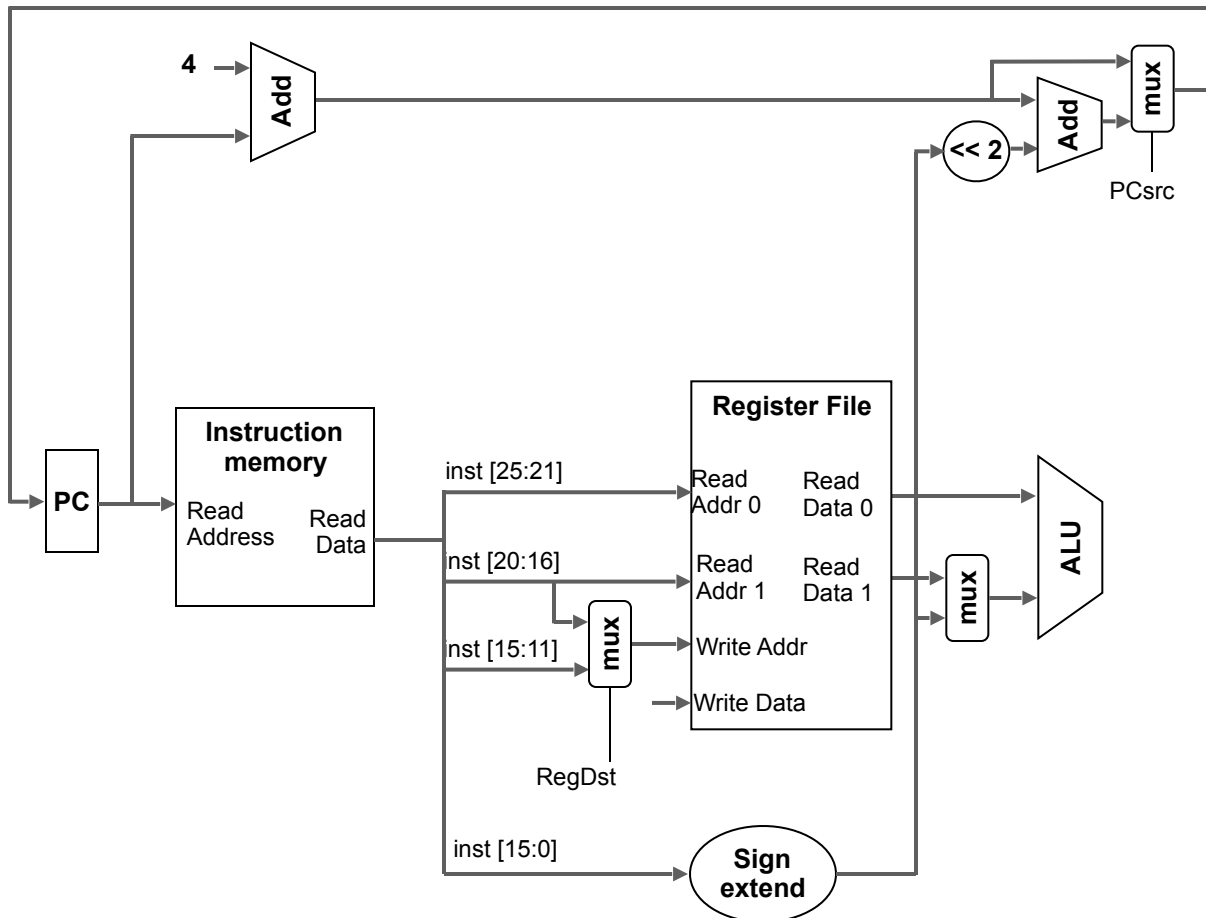 4
Add
mux
Add
<< 2
PCsrc
Register File
Instruction
memory
inst [25:21]
Read
Addr 0
Read
Data 0
PC
Read
Address
Read
Data
ALU
inst [20:16]
Read
Addr 1
Read
Data 1
mux
mux
inst [15:11]
Write Addr
Write Data
RegDst
inst [15:0]
Sign
extend